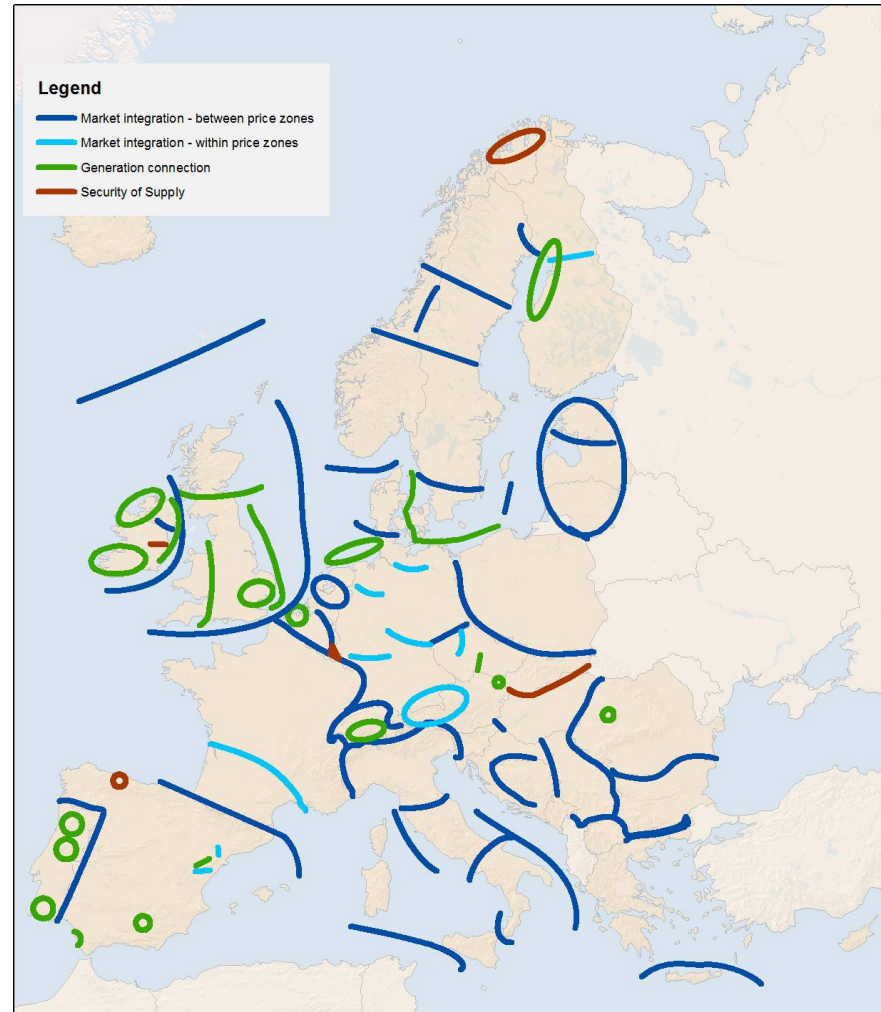 Legend
Market integration - between price zones
Market integration - within price zones
Generation connection
Security of Supply